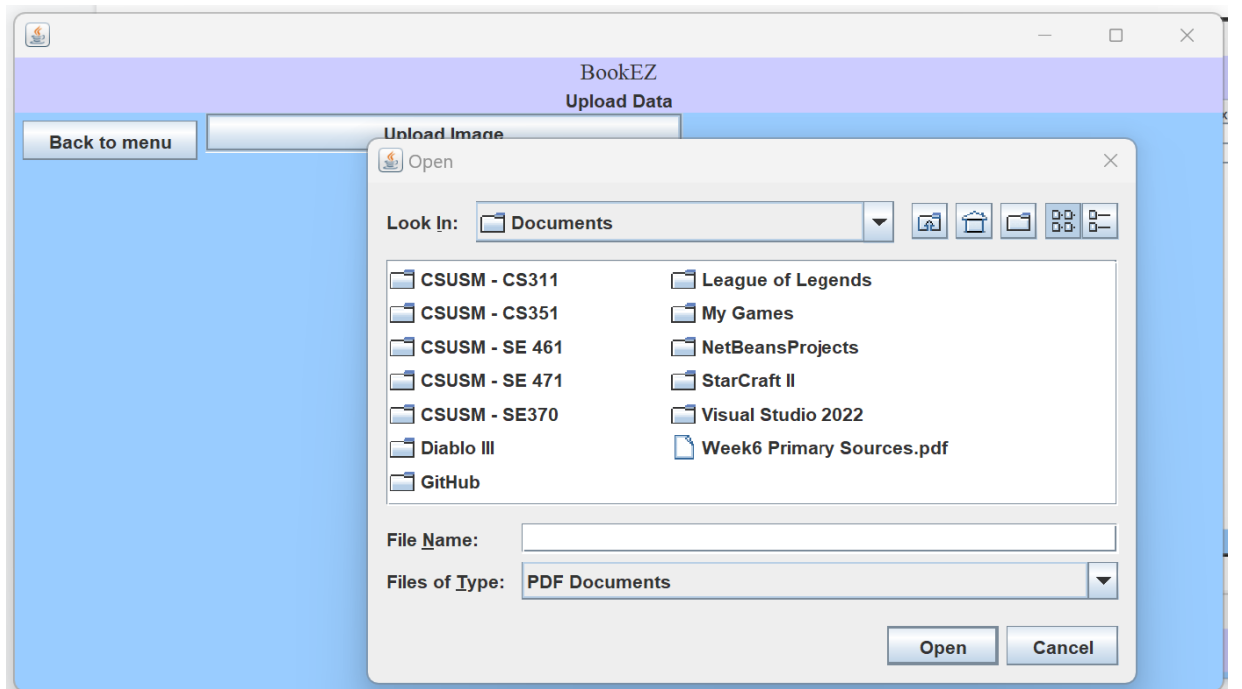 BookEZ
Upload Data
Back to menu
Upload Image
Open
Look In: Documents
CSUSM - CS311 League of Legends
CSUSM - CS351 My Games
CSUSM - SE 461 NetBeansProjects
CSUSM - SE 471 StarCraft II
CSUSM - SE370 Visual Studio 2022
Diablo III Week6 Primary Sources.pdf
GitHub
File Name:
Files of Type: PDF Documents
Open Cancel